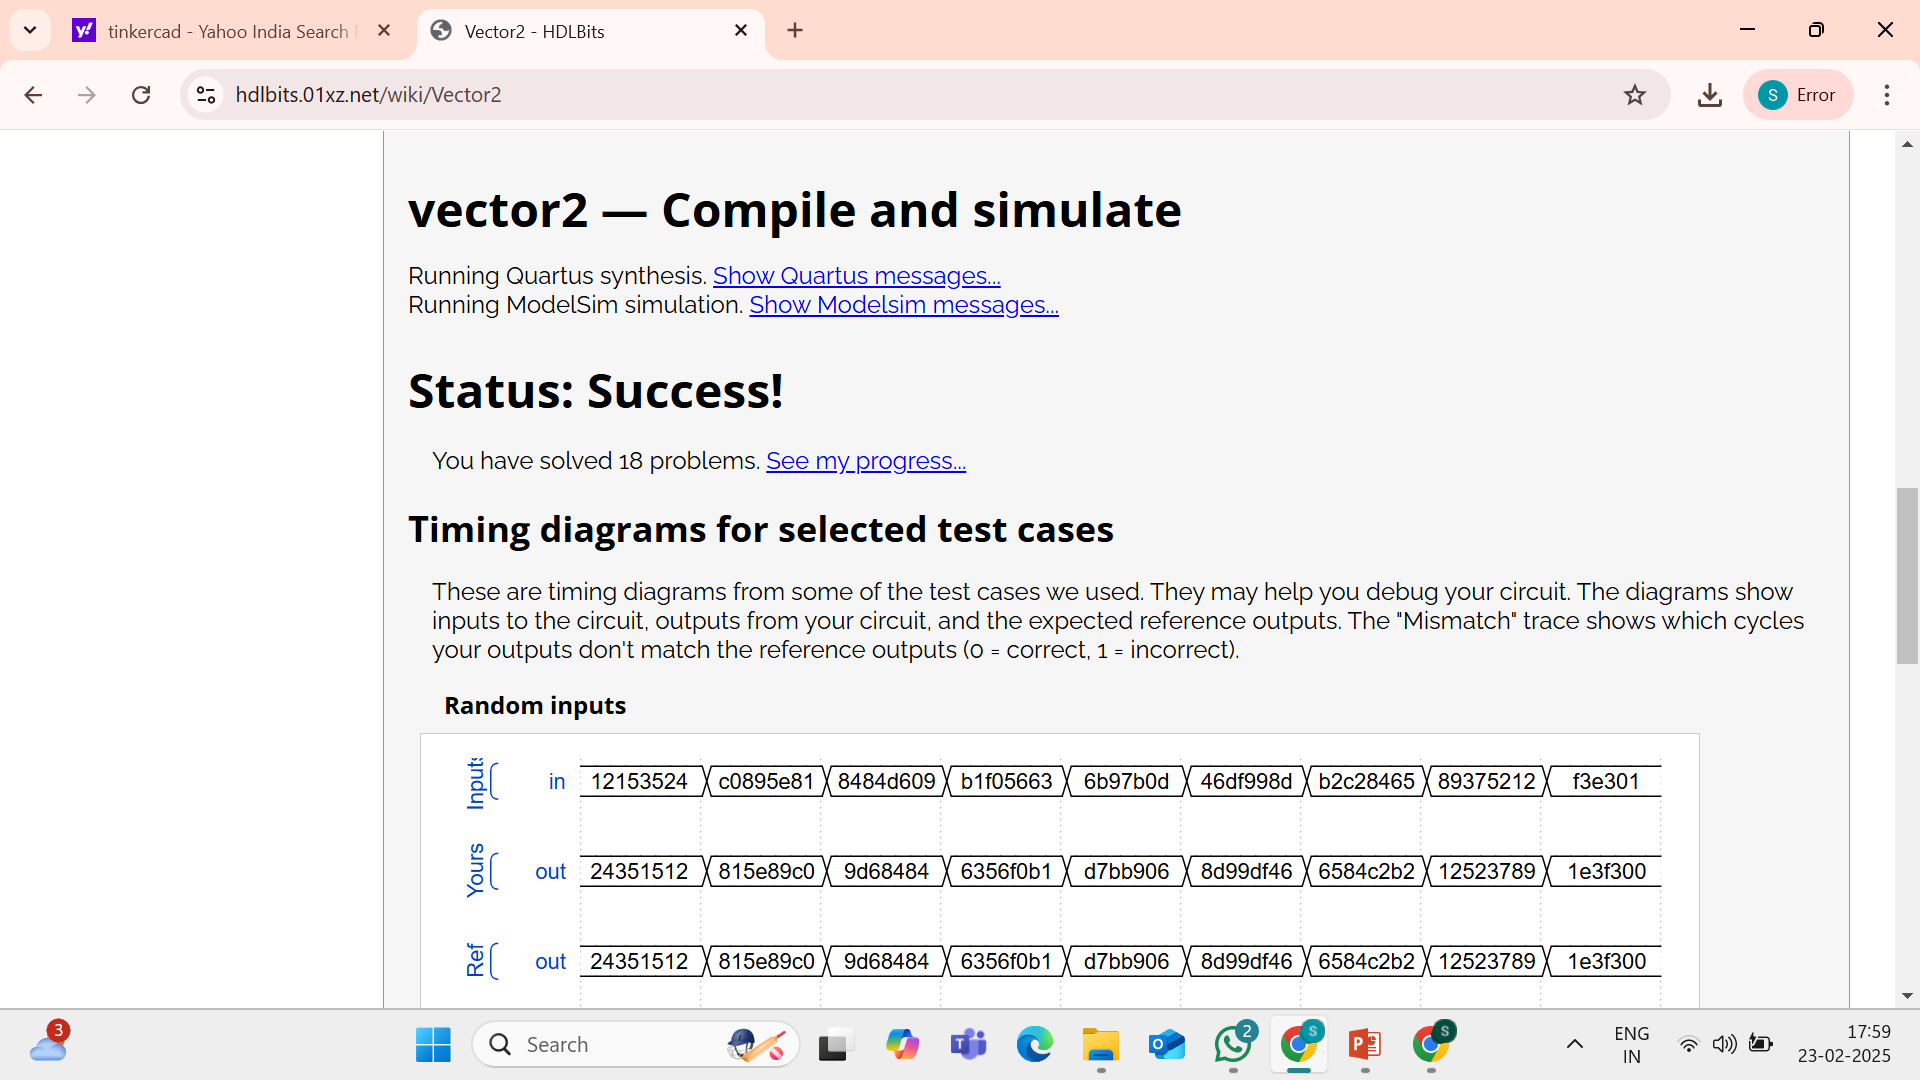 tinkercad - Yahoo India Search
Vector2 - HDLBits
hdlbits.01xz.net/wiki/Vector2
S Error
vector2 — Compile and simulate
Running Quartus synthesis. Show Quartus messages...
Running ModelSim simulation. Show Modelsim messages...
Status: Success!
You have solved 18 problems. See my progress...
Timing diagrams for selected test cases
These are timing diagrams from some of the test cases we used. They may help you debug your circuit. The diagrams show
inputs to the circuit, outputs from your circuit, and the expected reference outputs. The "Mismatch" trace shows which cycles
your outputs don't match the reference outputs (0 = correct, 1 = incorrect).
Random inputs
Inputs in 12153524 c0895e81 8484d609 b1f05663 6b97b0d 46df998d b2c28465 89375212 f3e301
Yours out 24351512 815e89c0 9d68484 6356f0b1 d7bb906 8d99df46 6584c2b2 12523789 1e3f300
Ref out 24351512 815e89c0 9d68484 6356f0b1 d7bb906 8d99df46 6584c2b2 12523789 1e3f300
3
Search
2
S
S
ENG
IN
17:59
23-02-2025